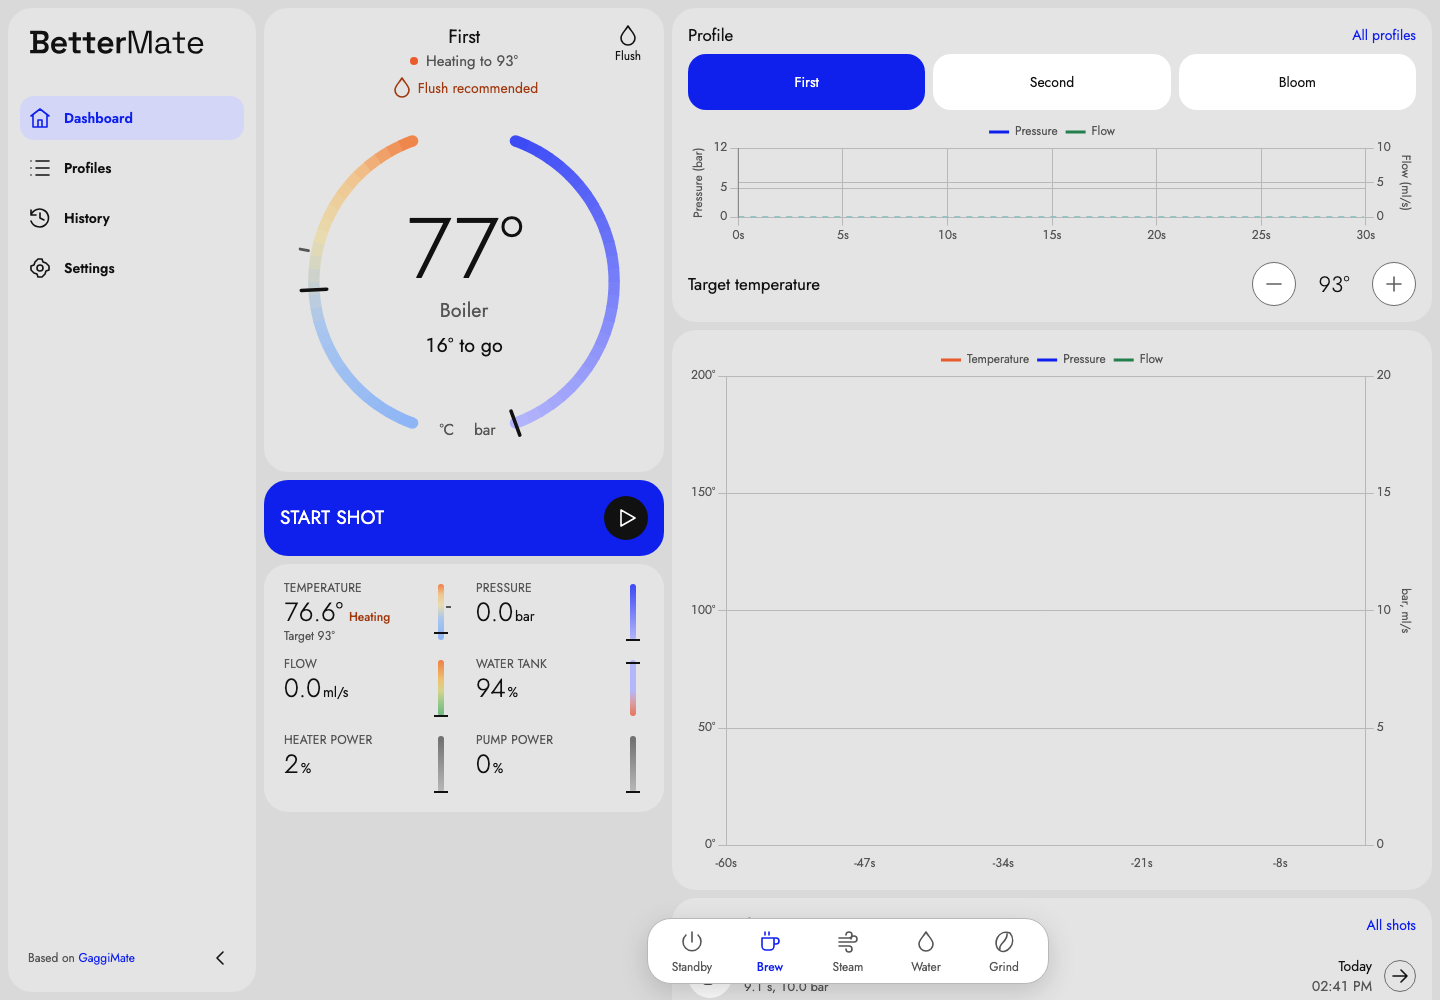 BetterMate
Dashboard
Profiles
History
Settings
Based on GaggiMate
First
Heating to 93°
Flush recommended
Flush
77°
Boiler
16° to go
°C bar
START SHOT
TEMPERATURE
76.6° Heating
Target 93°
PRESSURE
0.0 bar
FLOW
0.0 ml/s
WATER TANK
94 %
HEATER POWER
2 %
PUMP POWER
0 %
Profile
All profiles
First Second Bloom
Pressure Flow
Pressure (bar)
12
5
0
10
5
0
Flow (ml/s)
0s 5s 10s 15s 20s 25s 30s
Target temperature
93°
Temperature Pressure Flow
200°
150°
100°
50°
0°
20
15
10
5
0
bar, ml/s
-60s -47s -34s -21s -8s
All shots
9.1 s, 10.0 bar
Today
02:41 PM
Standby Brew Steam Water Grind